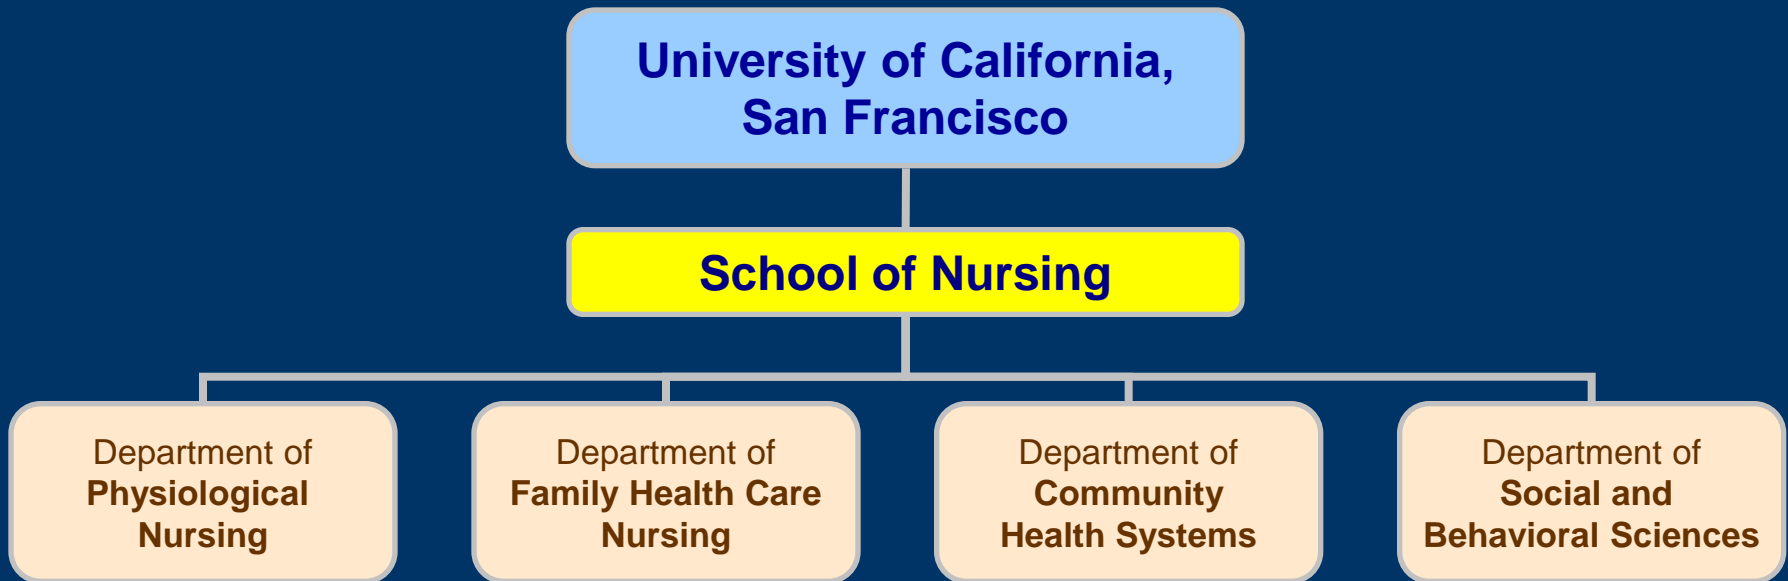 University of California,
San Francisco
School of Nursing
Department of
Physiological
Nursing
Department of
Family Health Care
Nursing
Department of
Community
Health Systems
Department of
Social and
Behavioral Sciences